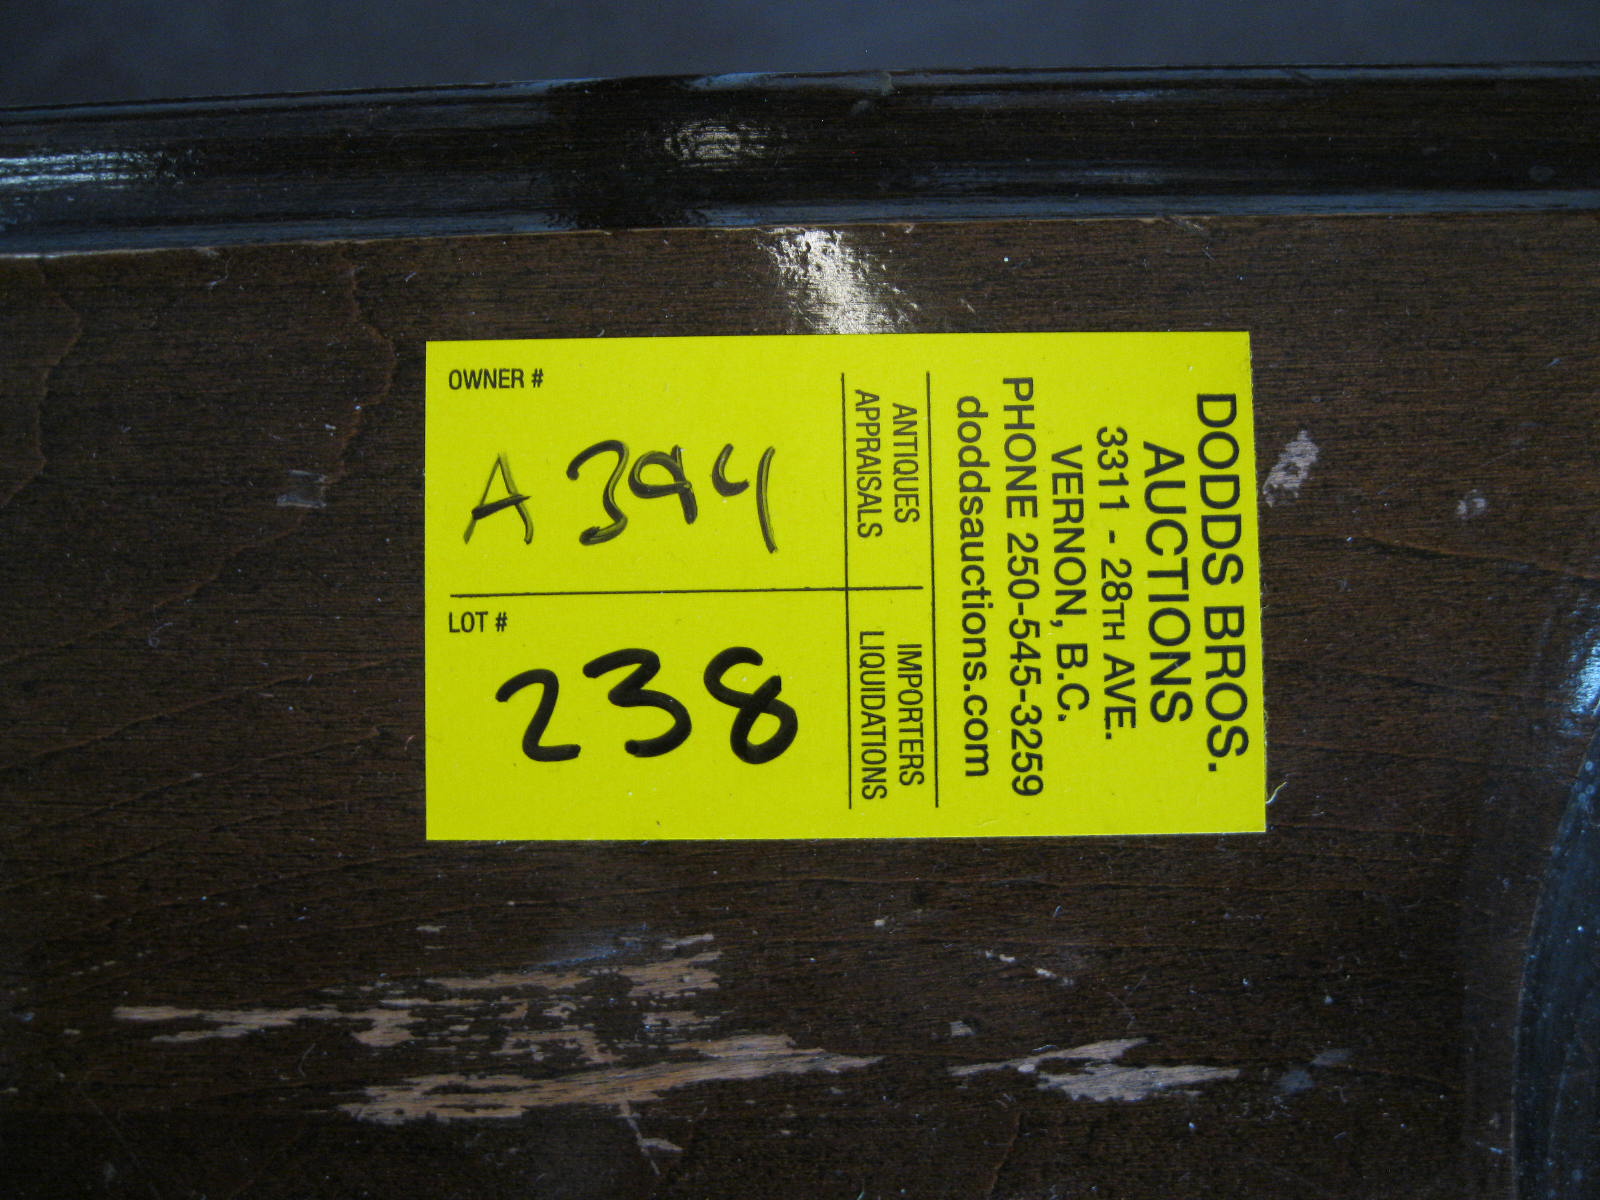 DODDS BROS.
AUCTIONS
3311 - 28TH AVE.
VERNON, B.C.
PHONE 250-545-3259
doddsauctions.com
ANTIQUES
APPRAISALS
IMPORTERS
LIQUIDATIONS
OWNER #
A 394
LOT #
238